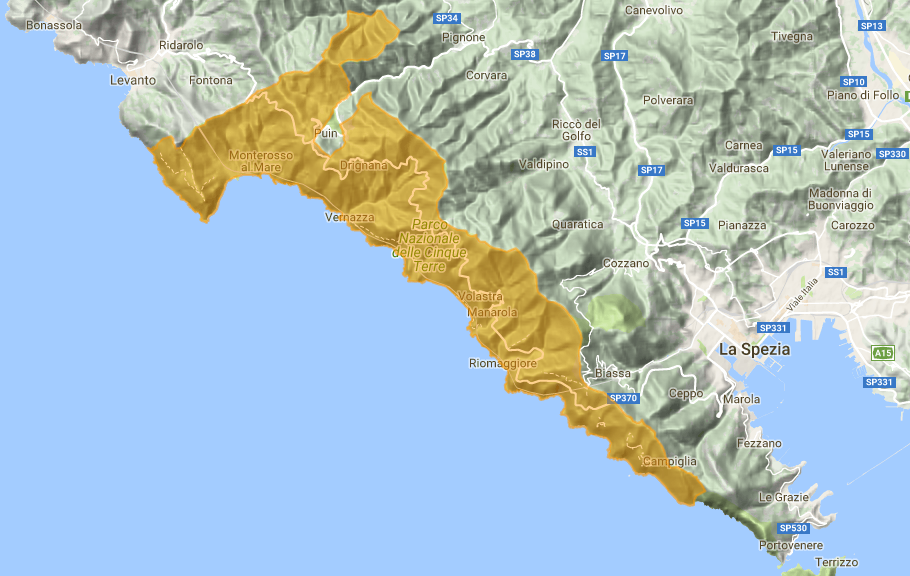 Canevolivo
SP34
SP13
Bonassola
Pignone
Tivegna
Ridarolo
SP38
SP17
Levanto
Fontona
Corvara
SP10
Piano di Follo
Polverara
Puin
Riccò del
Golfo
SP15
Carnea
SP15
SS1
Valeriano
Lunense
SP330
Monterosso
al Mare
Drignana
Valdipino
SP17
Valdurasca
Madonna di
Buonviaggio
Vernazza
Quaratica
SP15
Pianazza
Carozzo
Parco
Nazionale
delle Cinque
Terre
Cozzano
SS1
Viale Italia
Volastra
Manarola
SP331
La Spezia
A15
Riomaggiore
Biassa
SP331
Ceppo
SP370
Marola
Fezzano
Campiglia
Le Grazie
SP530
Portovenere
Terrizzo